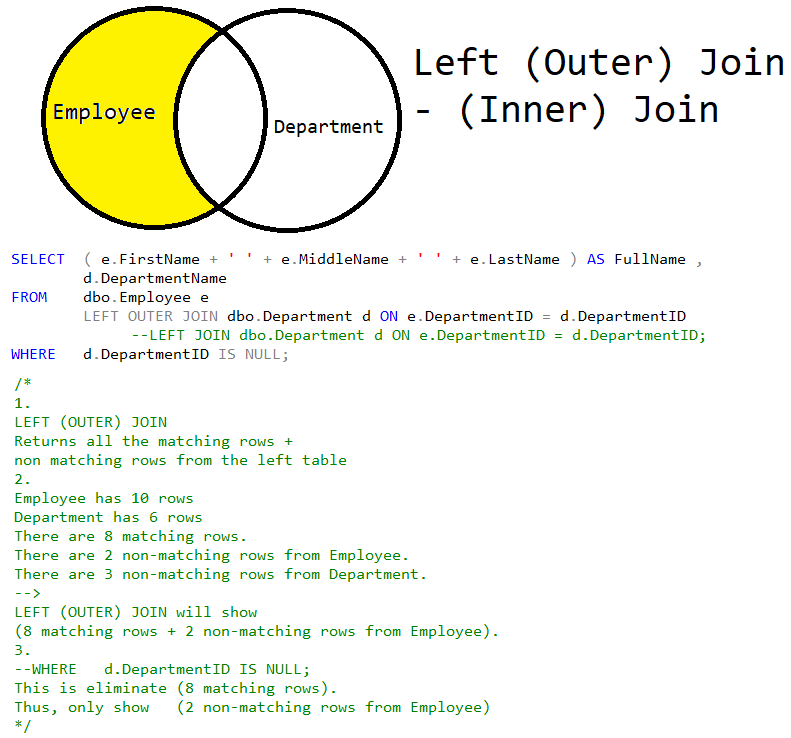 Employee
Department
Left (Outer) Join
- (Inner) Join
SELECT  ( e.FirstName + ' ' + e.MiddleName + ' ' + e.LastName ) AS FullName ,
        d.DepartmentName
FROM    dbo.Employee e
        LEFT OUTER JOIN dbo.Department d ON e.DepartmentID = d.DepartmentID
              --LEFT JOIN dbo.Department d ON e.DepartmentID = d.DepartmentID;
WHERE   d.DepartmentID IS NULL;
/*
1.
LEFT (OUTER) JOIN
Returns all the matching rows +
non matching rows from the left table
2.
Employee has 10 rows
Department has 6 rows
There are 8 matching rows.
There are 2 non-matching rows from Employee.
There are 3 non-matching rows from Department.
-->
LEFT (OUTER) JOIN will show
(8 matching rows + 2 non-matching rows from Employee).
3.
--WHERE   d.DepartmentID IS NULL;
This is eliminate (8 matching rows).
Thus, only show   (2 non-matching rows from Employee)
*/